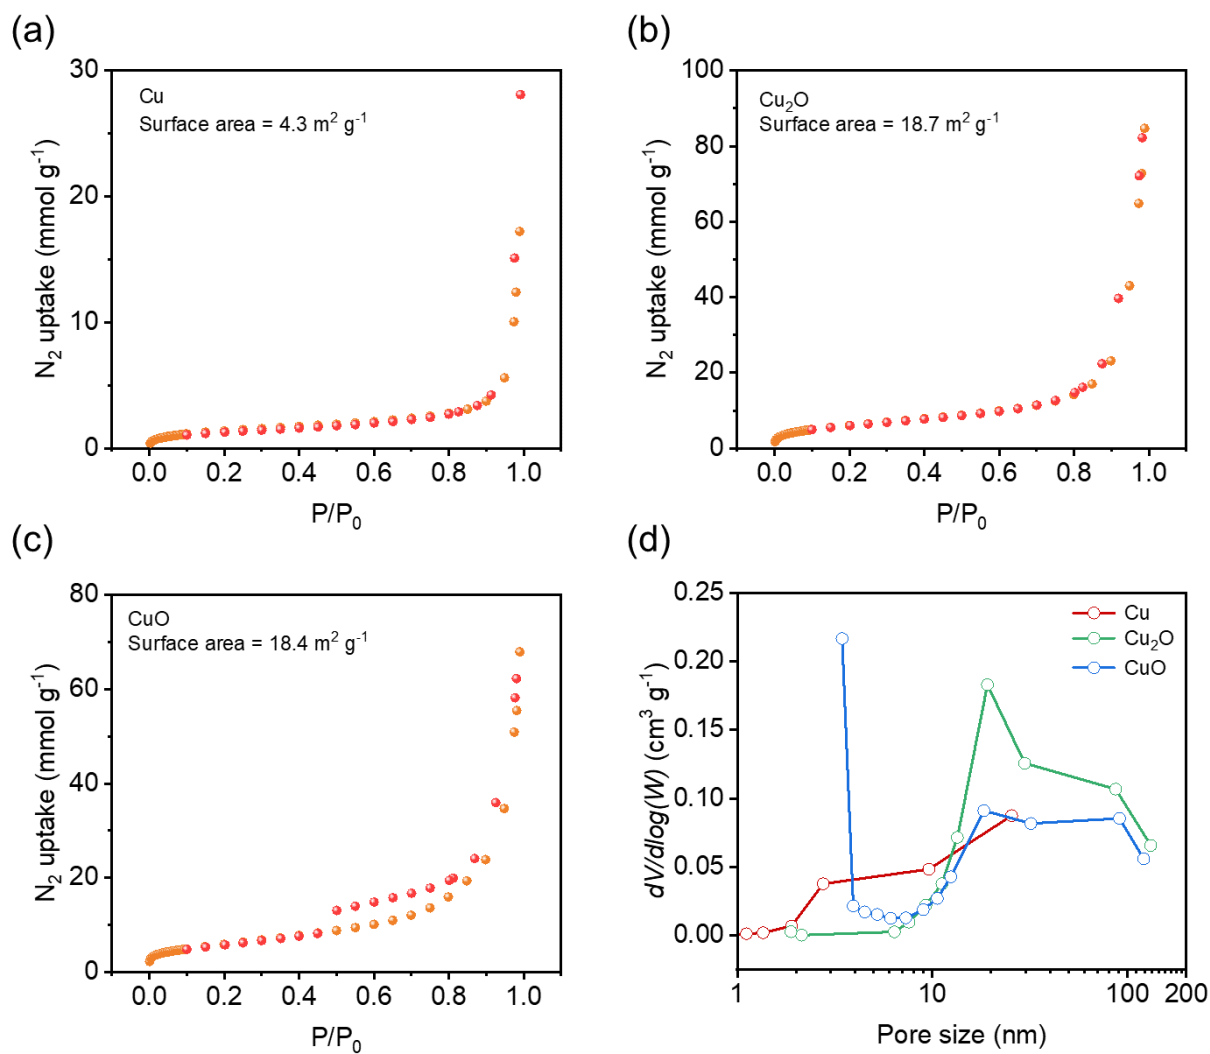 (a)
Cu
Surface area = 4.3 m² g⁻¹
30
20
10
0
N₂ uptake (mmol g⁻¹)
0.0 0.2 0.4 0.6 0.8 1.0
P/P₀
(b)
Cu₂O
Surface area = 18.7 m² g⁻¹
100
80
60
40
20
0
N₂ uptake (mmol g⁻¹)
0.0 0.2 0.4 0.6 0.8 1.0
P/P₀
(c)
CuO
Surface area = 18.4 m² g⁻¹
80
60
40
20
0
N₂ uptake (mmol g⁻¹)
0.0 0.2 0.4 0.6 0.8 1.0
P/P₀
(d)
Cu
Cu₂O
CuO
0.25
0.20
0.15
0.10
0.05
0.00
dV/dlog(W) (cm³ g⁻¹)
1 10 100 200
Pore size (nm)